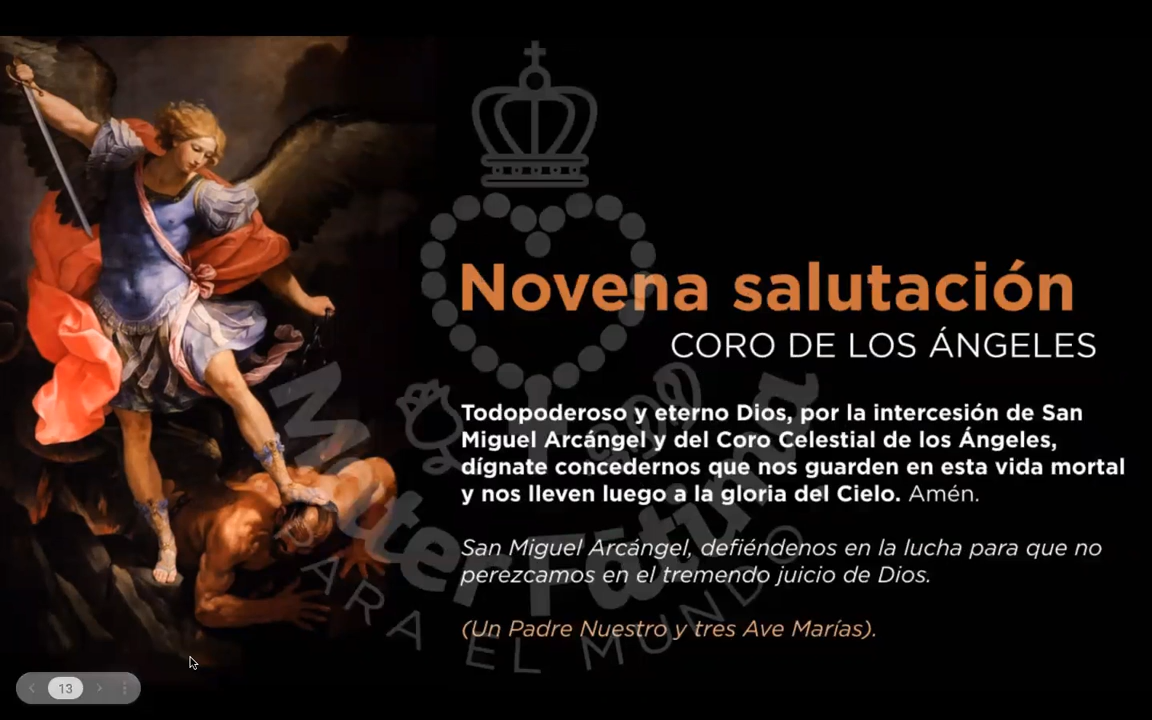 Novena salutación
CORO DE LOS ÁNGELES
Todopoderoso y eterno Dios, por la intercesión de San
Miguel Arcángel y del Coro Celestial de los Ángeles,
dígnate concedernos que nos guarden en esta vida mortal
y nos lleven luego a la gloria del Cielo. Amén.
San Miguel Arcángel, defiéndenos en la lucha para que no
perezcamos en el tremendo juicio de Dios.
(Un Padre Nuestro y tres Ave Marías).
Mater Fátima
PARA EL MUNDO
13